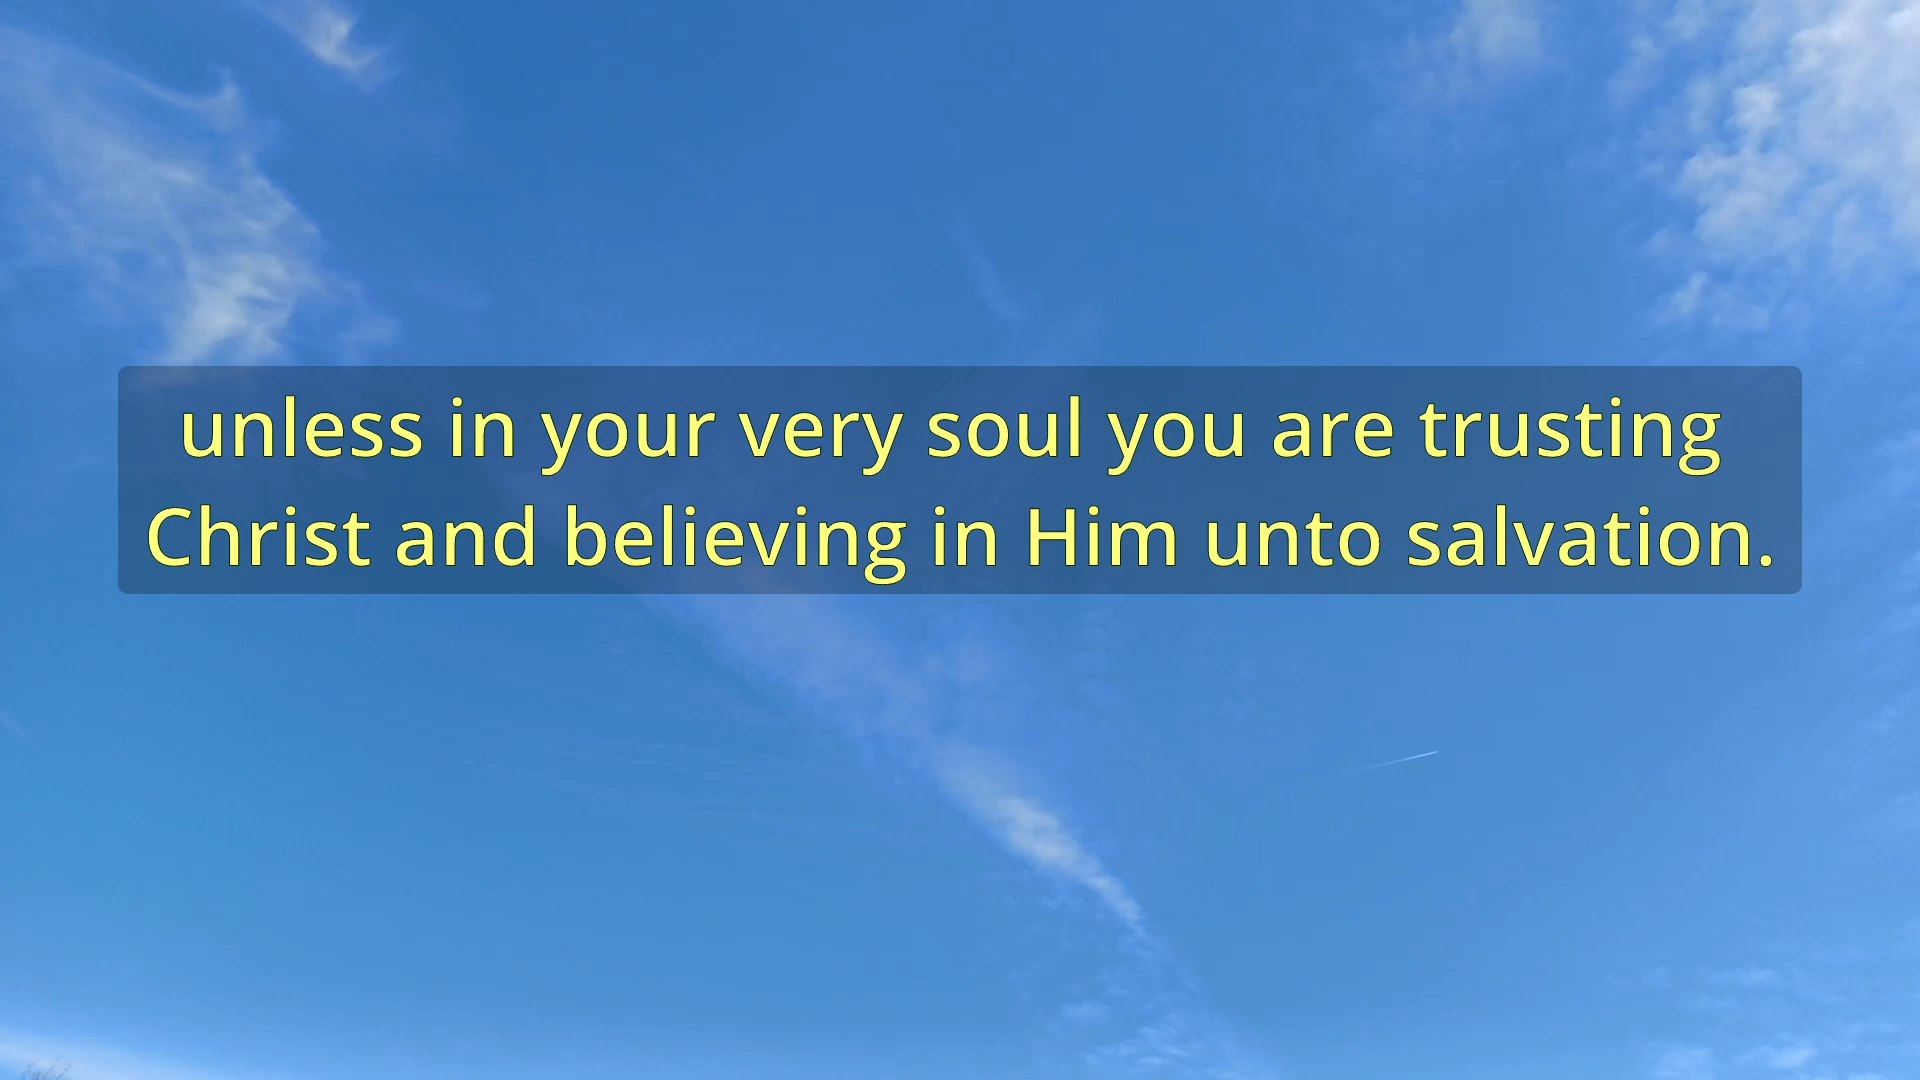 unless in your very soul you are trusting
Christ and believing in Him unto salvation.